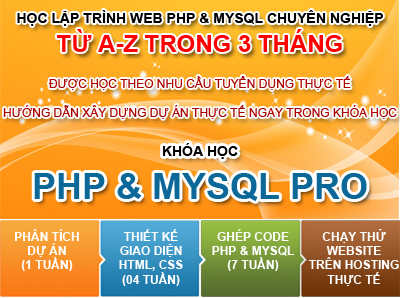 HỌC LẬP TRÌNH WEB PHP & MYSQL CHUYÊN NGHIỆP
TỪ A-Z TRONG 3 THÁNG
ĐƯỢC HỌC THEO NHU CẦU TUYỂN DỤNG THỰC TẾ
HƯỚNG DẪN XÂY DỰNG DỰ ÁN THỰC TẾ NGAY TRONG KHÓA HỌC
KHÓA HỌC
PHP & MYSQL PRO
PHÂN TÍCH
DỰ ÁN
(1 TUẦN)
THIẾT KẾ
GIAO DIỆN
HTML, CSS
(04 TUẦN)
GHÉP CODE
PHP & MYSQL
(7 TUẦN)
CHẠY THỬ
WEBSITE
TRÊN HOSTING
THỰC TẾ